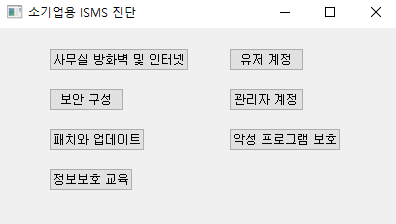 소기업용 ISMS 진단
사무실 방화벽 및 인터넷
유저 계정
보안 구성
관리자 계정
패치와 업데이트
악성 프로그램 보호
정보보호 교육